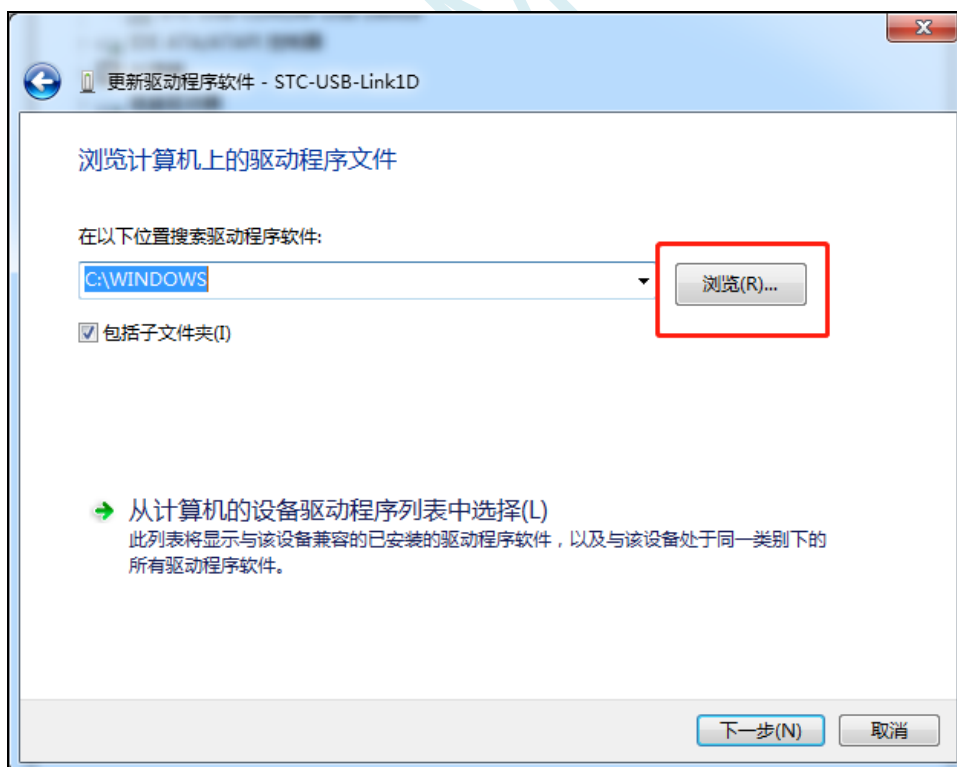 更新驱动程序软件 - STC-USB-Link1D
浏览计算机上的驱动程序文件
在以下位置搜索驱动程序软件:
C:\WINDOWS
浏览(R)...
包括子文件夹(I)
从计算机的设备驱动程序列表中选择(L)
此列表将显示与该设备兼容的已安装的驱动程序软件，以及与该设备处于同一类别下的
所有驱动程序软件。
下一步(N)
取消